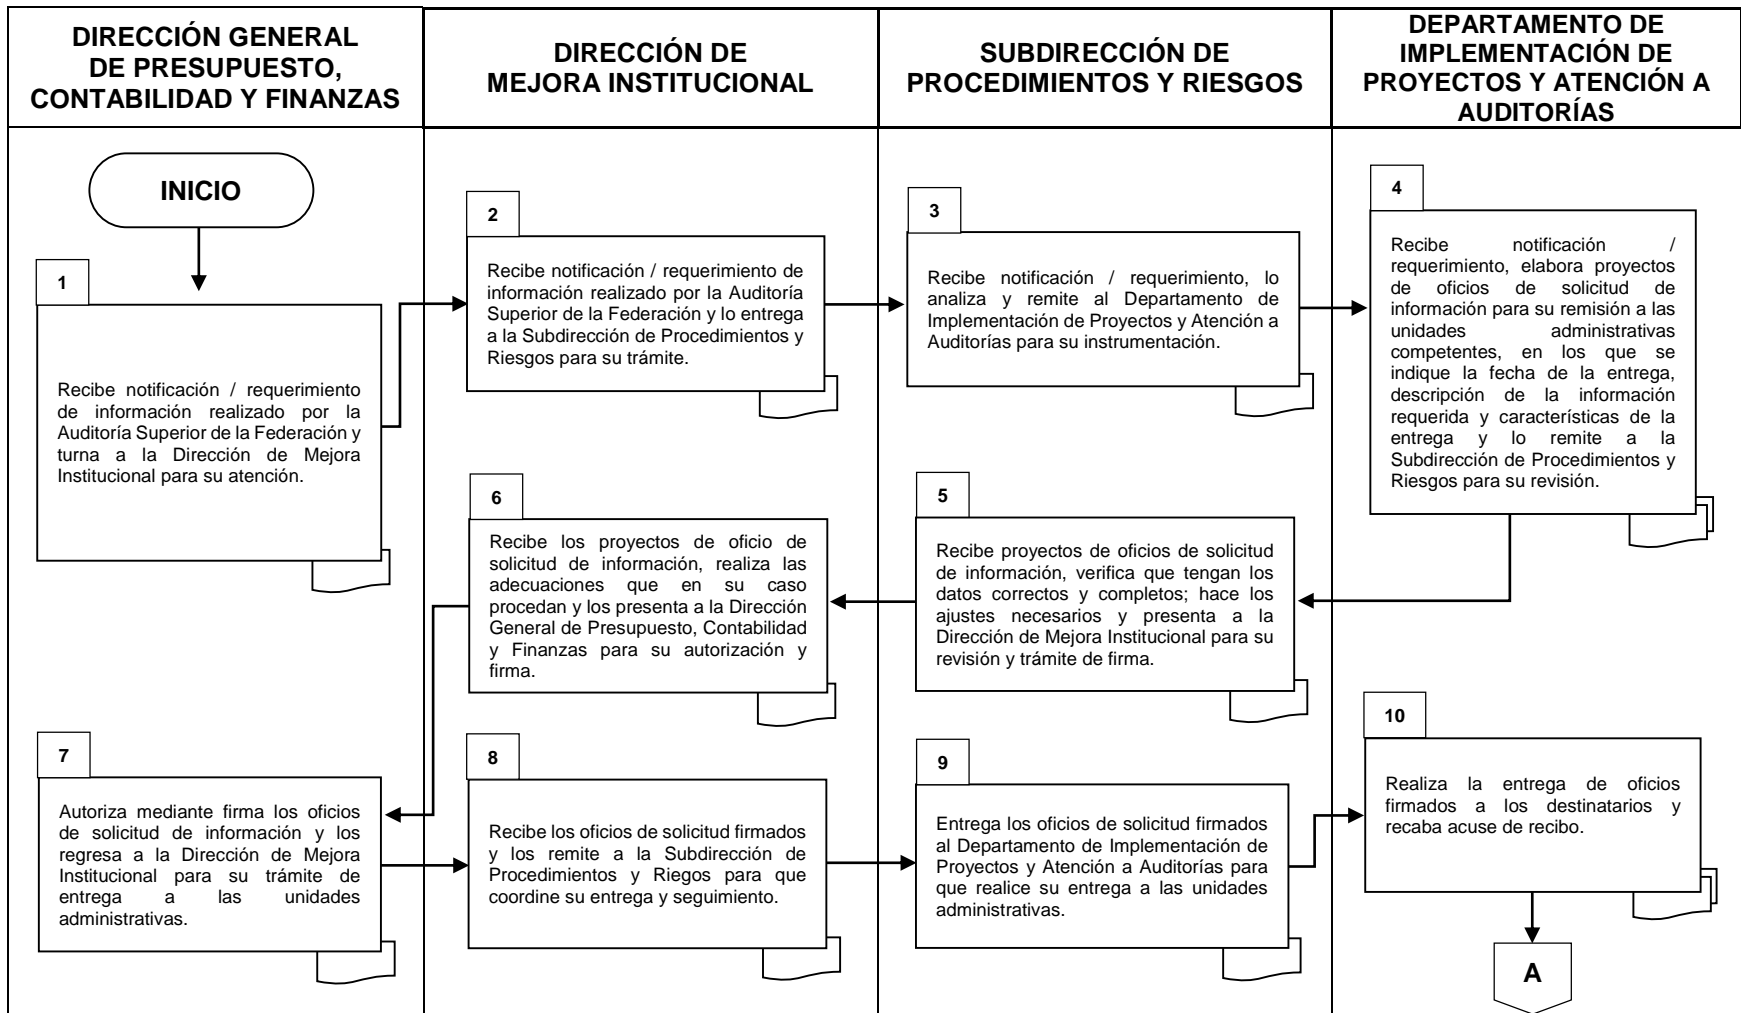 DIRECCIÓN GENERAL
DE PRESUPUESTO,
CONTABILIDAD Y FINANZAS
DIRECCIÓN DE
MEJORA INSTITUCIONAL
SUBDIRECCIÓN DE
PROCEDIMIENTOS Y RIESGOS
DEPARTAMENTO DE
IMPLEMENTACIÓN DE
PROYECTOS Y ATENCIÓN A
AUDITORÍAS
INICIO
1
Recibe notificación / requerimiento
de información realizado por la
Auditoría Superior de la Federación y
turna a la Dirección de Mejora
Institucional para su atención.
2
Recibe notificación / requerimiento de
información realizado por la Auditoría
Superior de la Federación y lo entrega
a la Subdirección de Procedimientos y
Riesgos para su trámite.
3
Recibe notificación / requerimiento, lo
analiza y remite al Departamento de
Implementación de Proyectos y Atención a
Auditorías para su instrumentación.
4
Recibe notificación /
requerimiento, elabora proyectos
de oficios de solicitud de
información para su remisión a las
unidades administrativas
competentes, en los que se
indique la fecha de la entrega,
descripción de la información
requerida y características de la
entrega y lo remite a la
Subdirección de Procedimientos y
Riesgos para su revisión.
5
Recibe proyectos de oficios de solicitud
de información, verifica que tengan los
datos correctos y completos; hace los
ajustes necesarios y presenta a la
Dirección de Mejora Institucional para su
revisión y trámite de firma.
6
Recibe los proyectos de oficio de
solicitud de información, realiza las
adecuaciones que en su caso
procedan y los presenta a la Dirección
General de Presupuesto, Contabilidad
y Finanzas para su autorización y
firma.
7
Autoriza mediante firma los oficios
de solicitud de información y los
regresa a la Dirección de Mejora
Institucional para su trámite de
entrega a las unidades
administrativas.
8
Recibe los oficios de solicitud firmados
y los remite a la Subdirección de
Procedimientos y Riegos para que
coordine su entrega y seguimiento.
9
Entrega los oficios de solicitud firmados
al Departamento de Implementación de
Proyectos y Atención a Auditorías para
que realice su entrega a las unidades
administrativas.
10
Realiza la entrega de oficios
firmados a los destinatarios y
recaba acuse de recibo.
A